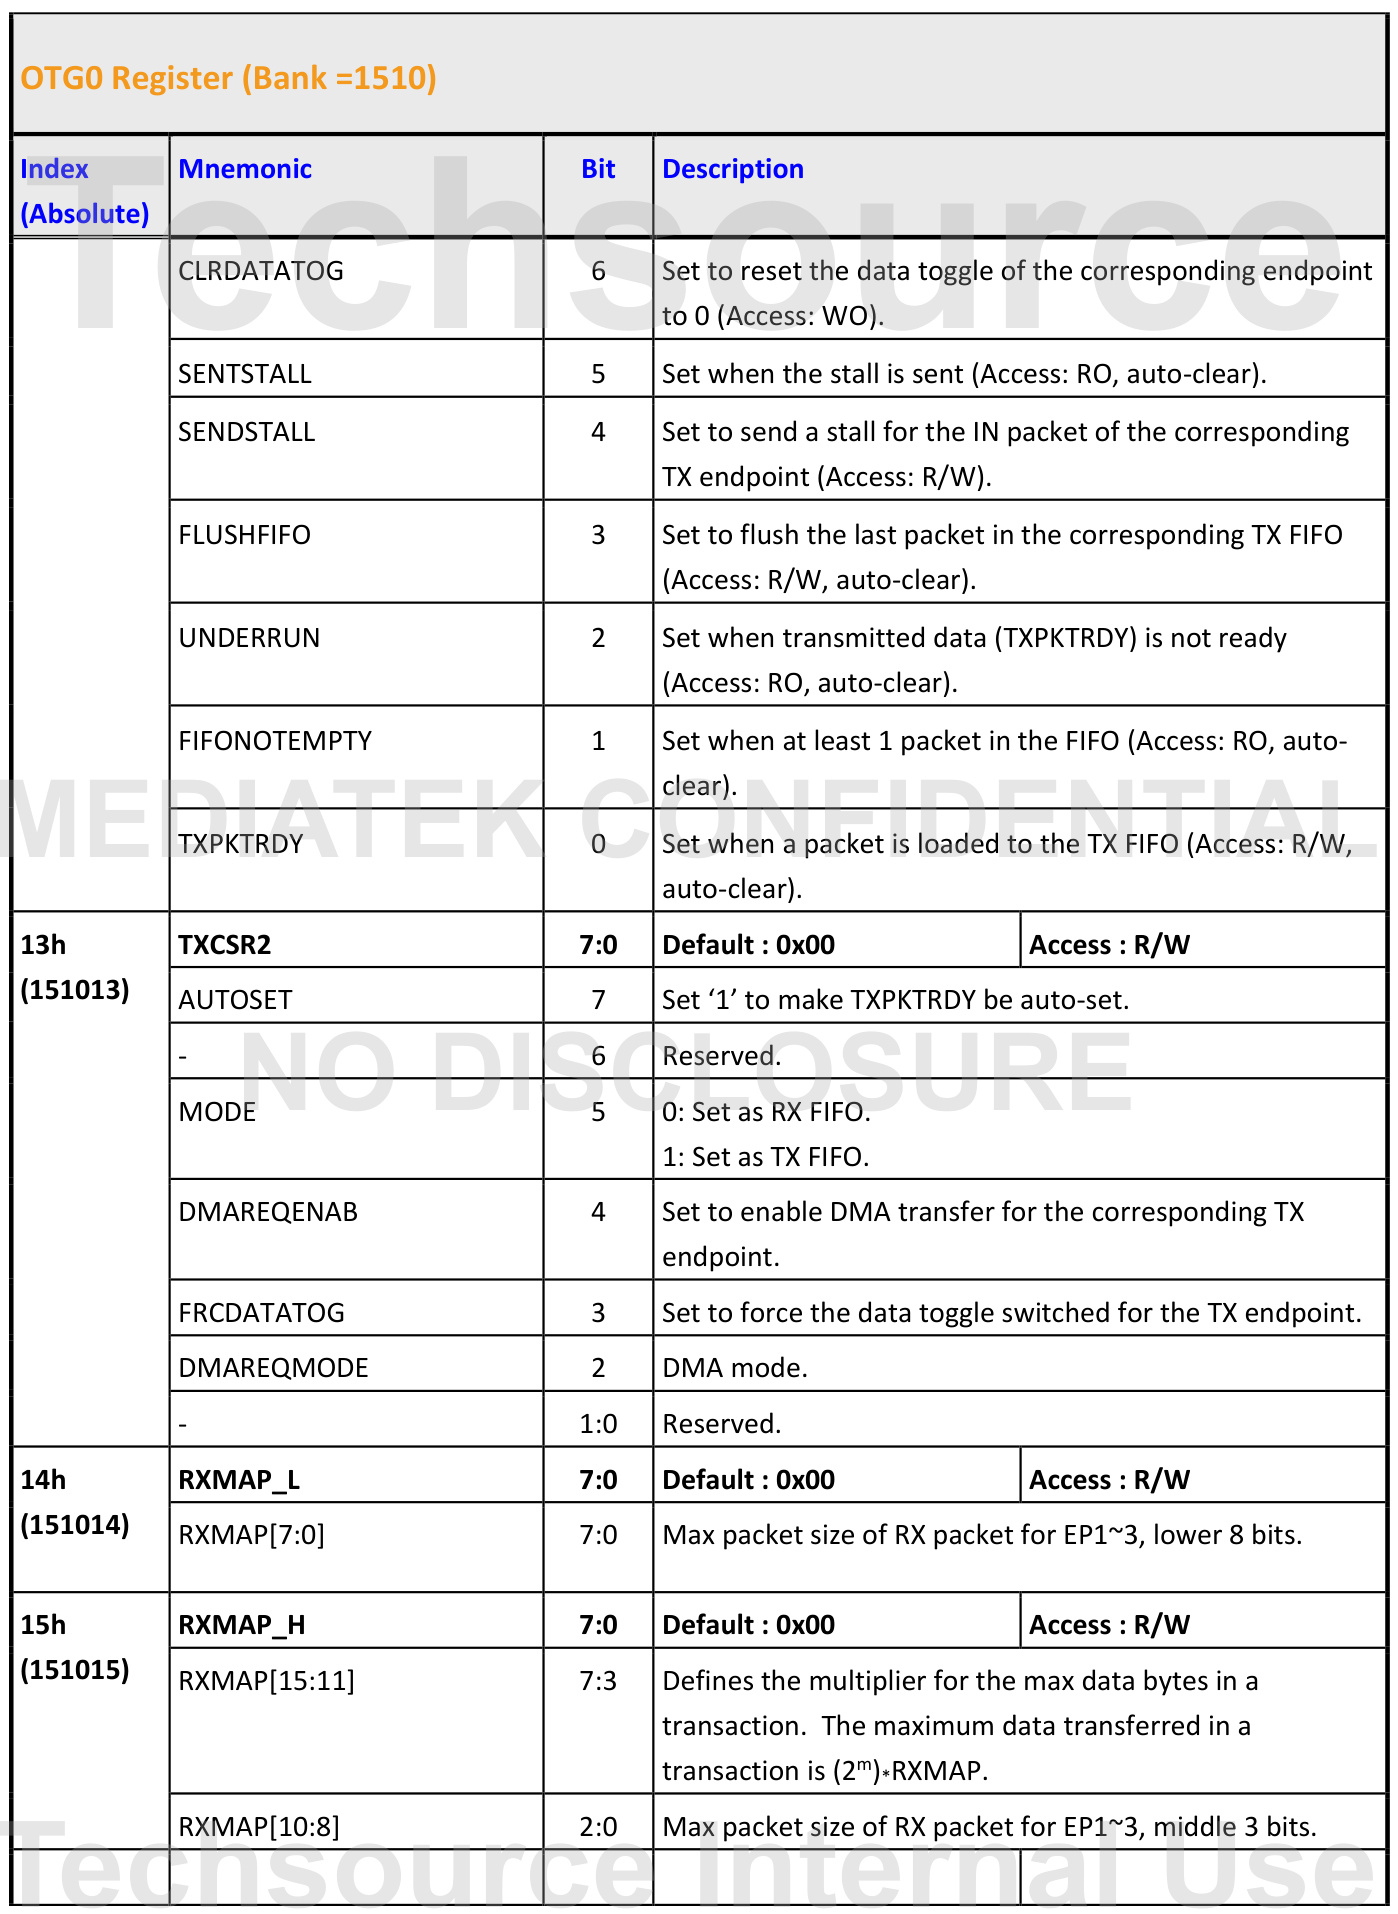 OTG0 Register (Bank =1510)
Index (Absolute) Mnemonic Bit Description
CLRDATATOG 6 Set to reset the data toggle of the corresponding endpoint
to 0 (Access: WO).
SENTSTALL 5 Set when the stall is sent (Access: RO, auto-clear).
SENDSTALL 4 Set to send a stall for the IN packet of the corresponding
TX endpoint (Access: R/W).
FLUSHFIFO 3 Set to flush the last packet in the corresponding TX FIFO
(Access: R/W, auto-clear).
UNDERRUN 2 Set when transmitted data (TXPKTRDY) is not ready
(Access: RO, auto-clear).
FIFONOTEMPTY 1 Set when at least 1 packet in the FIFO (Access: RO, auto-
clear).
TXPKTRDY 0 Set when a packet is loaded to the TX FIFO (Access: R/W,
auto-clear).
13h TXCSR2 7:0 Default : 0x00 Access : R/W
(151013)
AUTOSET 7 Set ‘1’ to make TXPKTRDY be auto-set.
- 6 Reserved.
MODE 5 0: Set as RX FIFO.
1: Set as TX FIFO.
DMAREQENAB 4 Set to enable DMA transfer for the corresponding TX
endpoint.
FRCDATATOG 3 Set to force the data toggle switched for the TX endpoint.
DMAREQMODE 2 DMA mode.
- 1:0 Reserved.
14h RXMAP_L 7:0 Default : 0x00 Access : R/W
(151014)
RXMAP[7:0] 7:0 Max packet size of RX packet for EP1~3, lower 8 bits.
15h RXMAP_H 7:0 Default : 0x00 Access : R/W
(151015)
RXMAP[15:11] 7:3 Defines the multiplier for the max data bytes in a
transaction.  The maximum data transferred in a
transaction is (2ᵐ)*RXMAP.
RXMAP[10:8] 2:0 Max packet size of RX packet for EP1~3, middle 3 bits.
Techsource
MEDIATEK CONFIDENTIAL
NO DISCLOSURE
Techsource Internal Use